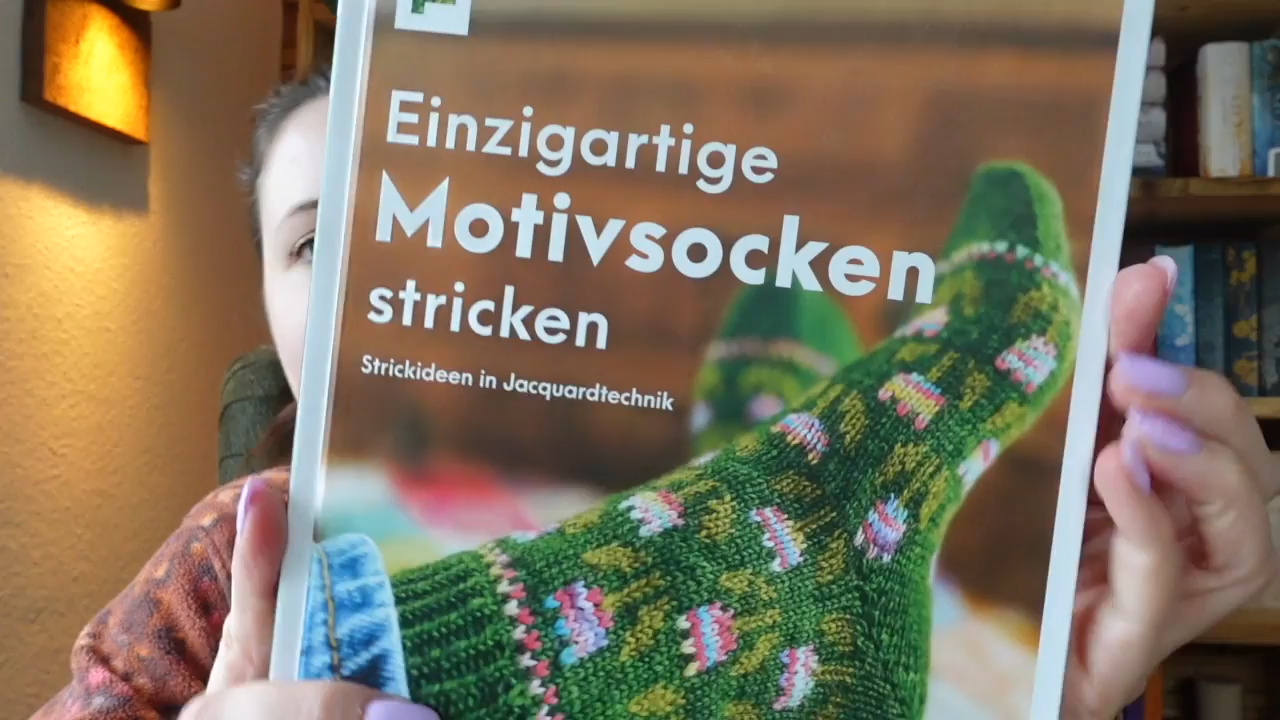 Einzigartige
Motivsocken
stricken
Strickideen in Jacquardtechnik